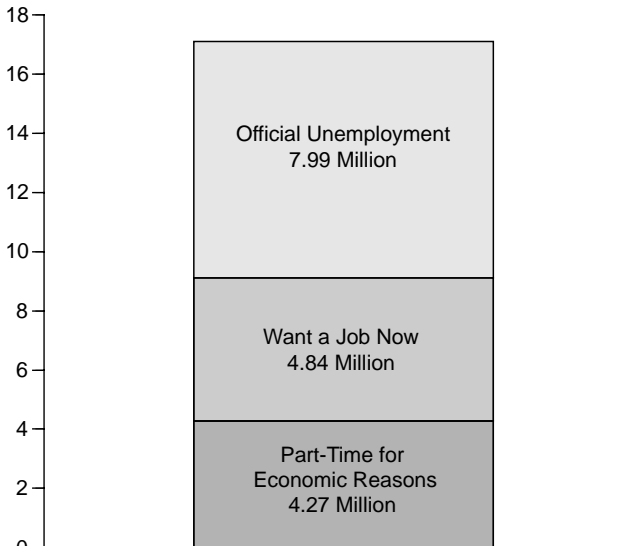 18
16
14
12
10
8
6
4
2
0
Official Unemployment
7.99 Million
Want a Job Now
4.84 Million
Part-Time for
Economic Reasons
4.27 Million